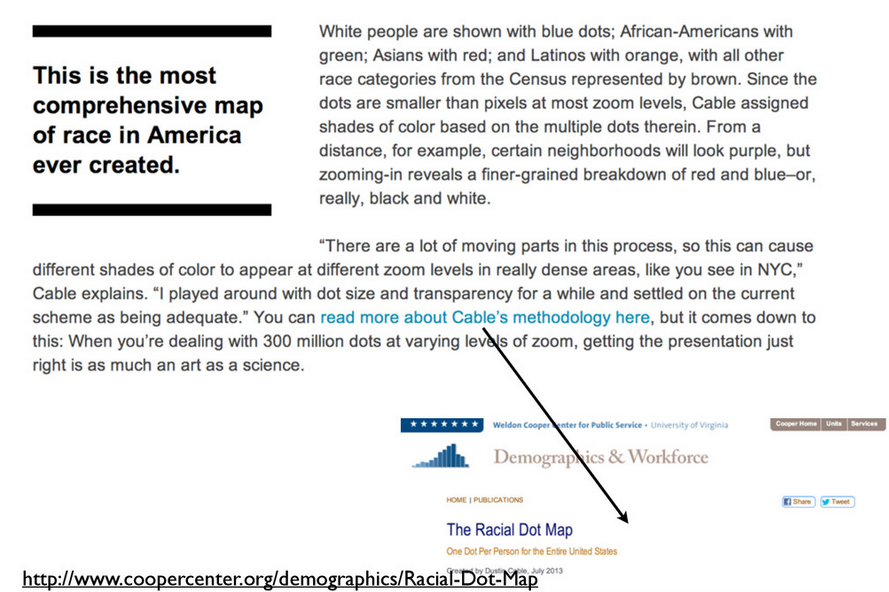 This is the most
comprehensive map
of race in America
ever created.
White people are shown with blue dots; African-Americans with
green; Asians with red; and Latinos with orange, with all other
race categories from the Census represented by brown. Since the
dots are smaller than pixels at most zoom levels, Cable assigned
shades of color based on the multiple dots therein. From a
distance, for example, certain neighborhoods will look purple, but
zooming-in reveals a finer-grained breakdown of red and blue–or,
really, black and white.
“There are a lot of moving parts in this process, so this can cause
different shades of color to appear at different zoom levels in really dense areas, like you see in NYC,”
Cable explains. “I played around with dot size and transparency for a while and settled on the current
scheme as being adequate.” You can read more about Cable’s methodology here, but it comes down to
this: When you’re dealing with 300 million dots at varying levels of zoom, getting the presentation just
right is as much an art as a science.
Weldon Cooper Center for Public Service • University of Virginia
Cooper Home | Units | Services
Demographics & Workforce
HOME | PUBLICATIONS
Share Tweet
The Racial Dot Map
One Dot Per Person for the Entire United States
Created by Dustin Cable, July 2013
http://www.coopercenter.org/demographics/Racial-Dot-Map